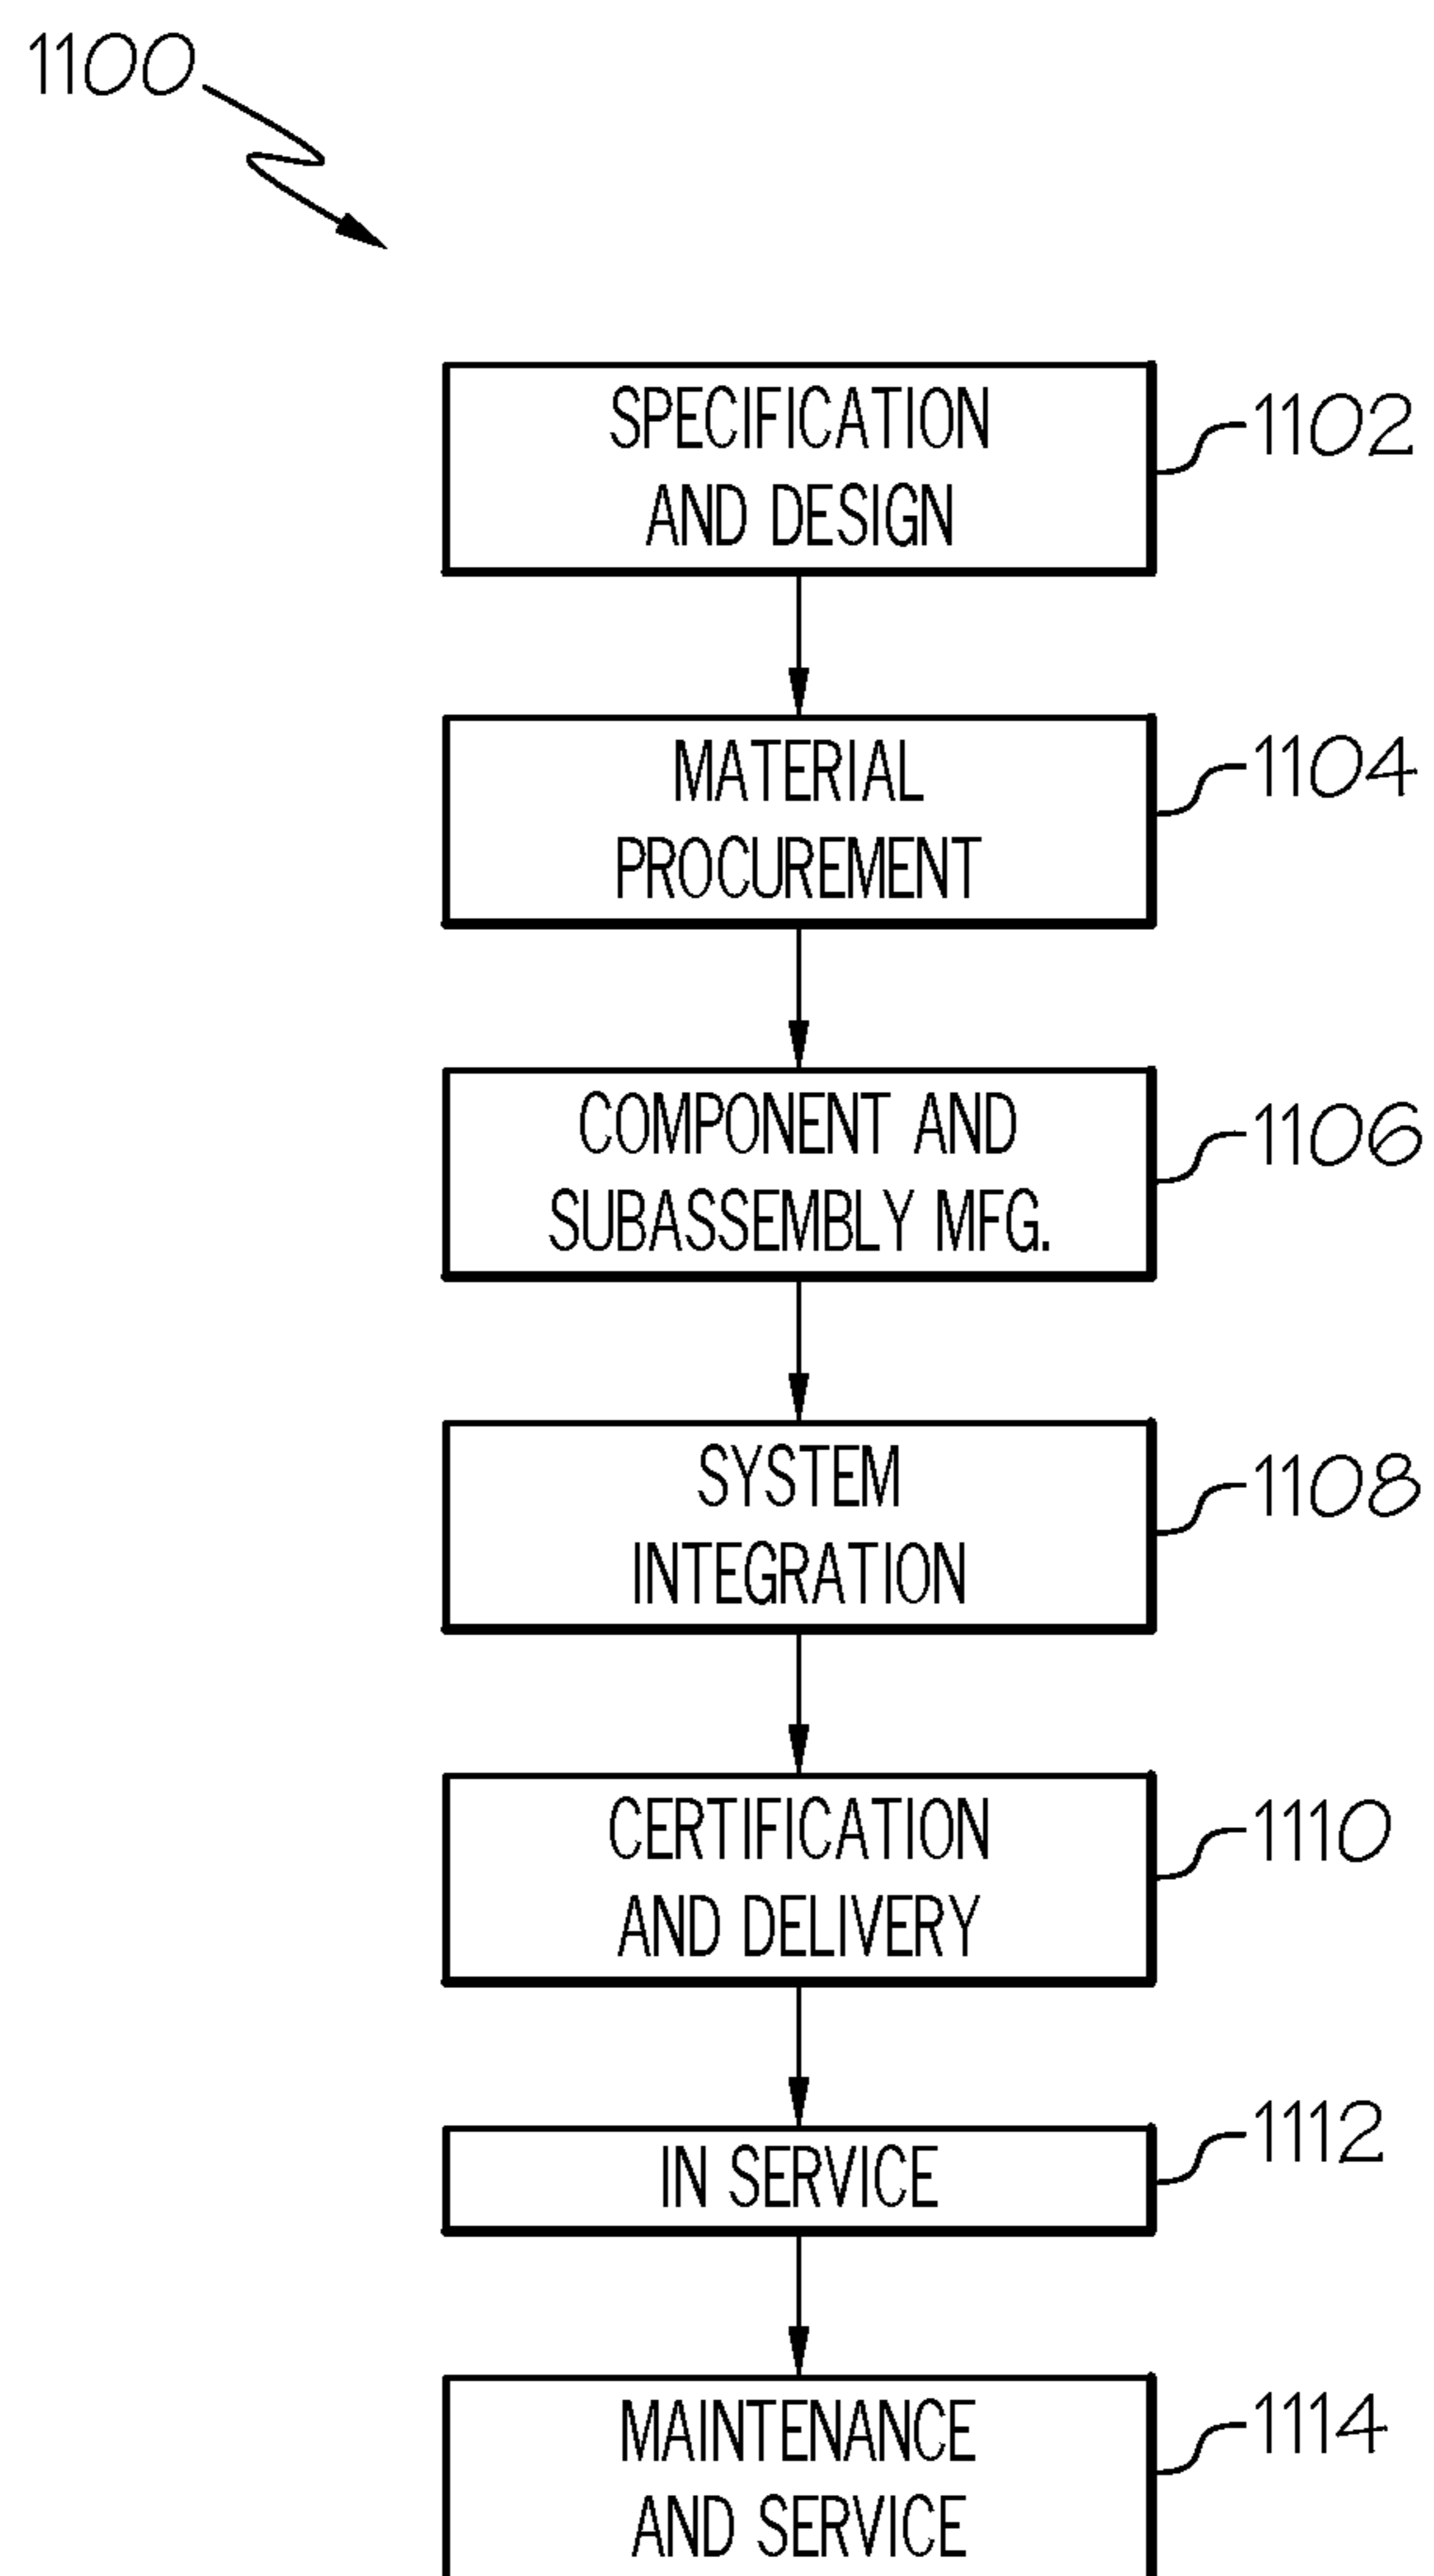 1100
SPECIFICATION
AND DESIGN
1102
MATERIAL
PROCUREMENT
1104
COMPONENT AND
SUBASSEMBLY MFG.
1106
SYSTEM
INTEGRATION
1108
CERTIFICATION
AND DELIVERY
1110
IN SERVICE
1112
MAINTENANCE
AND SERVICE
1114